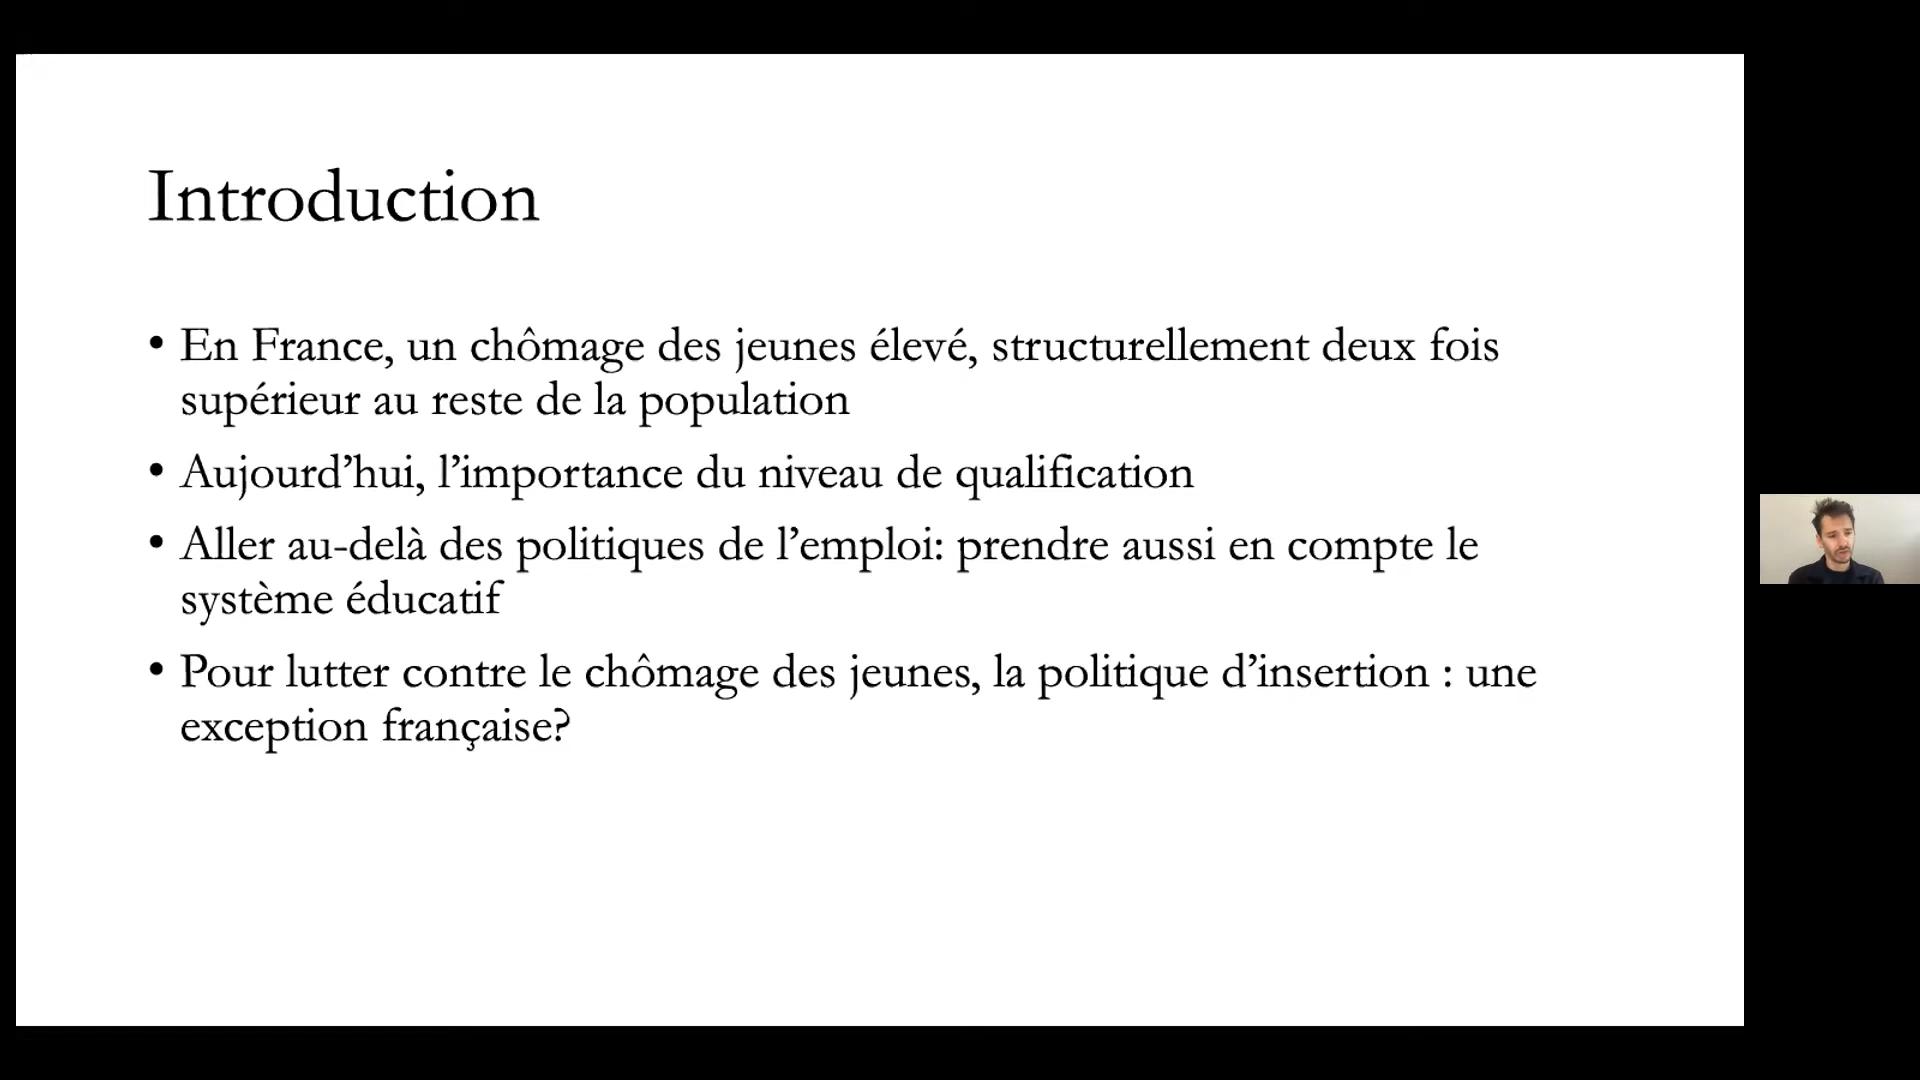 Introduction
• En France, un chômage des jeunes élevé, structurellement deux fois
supérieur au reste de la population
• Aujourd’hui, l’importance du niveau de qualification
• Aller au-delà des politiques de l’emploi: prendre aussi en compte le
système éducatif
• Pour lutter contre le chômage des jeunes, la politique d’insertion : une
exception française?